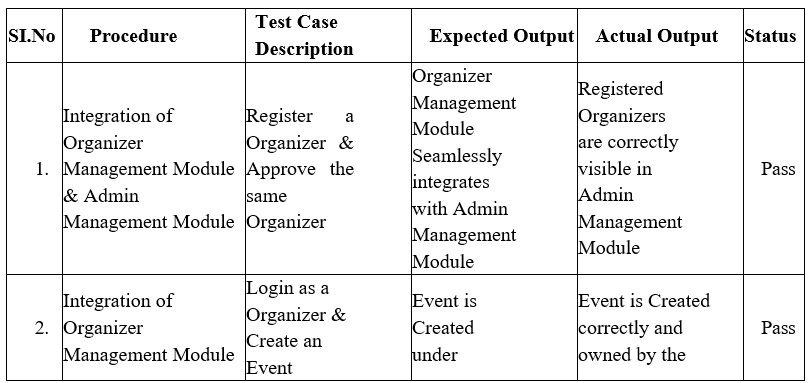 SI.No
Procedure
Test Case
Description
Expected Output
Actual Output
Status
1.
Integration of
Organizer
Management Module
& Admin
Management Module
Register a
Organizer &
Approve the
same
Organizer
Organizer
Management
Module
Seamlessly
integrates
with Admin
Management
Module
Registered
Organizers
are correctly
visible in
Admin
Management
Module
Pass
2.
Integration of
Organizer
Management Module
Login as a
Organizer &
Create an
Event
Event is
Created
under
Event is Created
correctly and
owned by the
Pass